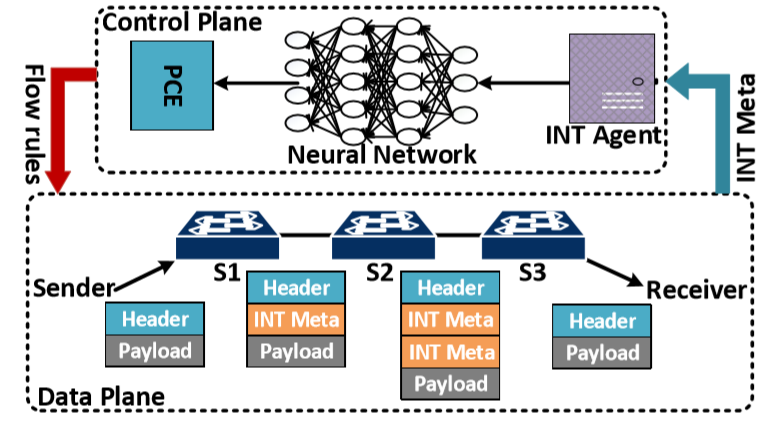 Control Plane
PCE
Neural Network
INT Agent
Flow rules
INT Meta
S1
S2
S3
Sender
Receiver
Header
Payload
Header
INT Meta
Payload
Header
INT Meta
INT Meta
Payload
Header
Payload
Data Plane